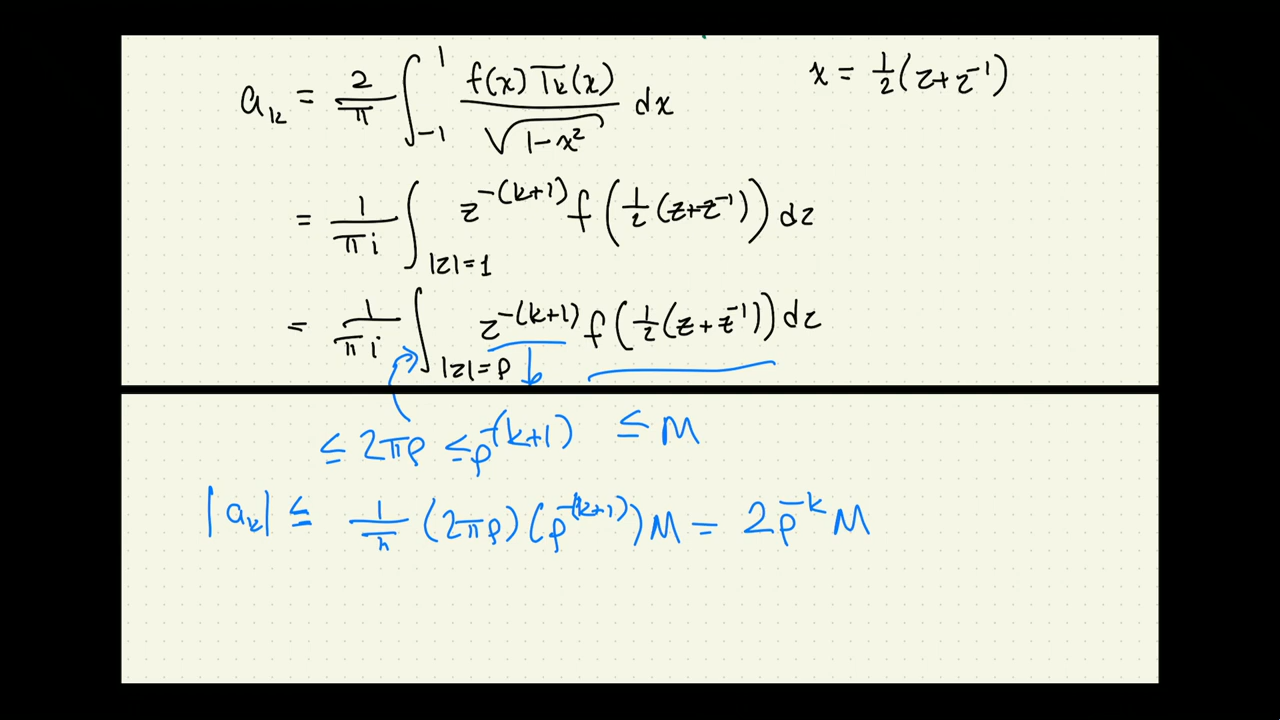 a_k = 2/π ∫_{-1}^{1} f(x) T_k(x) / √(1-x²) dx    x = 1/2 (z+z^{-1})
= 1/(πi) ∫_{|z|=1} z^{-(k+1)} f(1/2 (z+z^{-1})) dz
= 1/(πi) ∫_{|z|=ρ} z^{-(k+1)} f(1/2 (z+z^{-1})) dz
≤ 2πρ ≤ ρ^{-(k+1)} ≤ M
|a_k| ≤ 1/π (2πρ)(ρ^{-(k+1)}) M = 2ρ^{-k} M